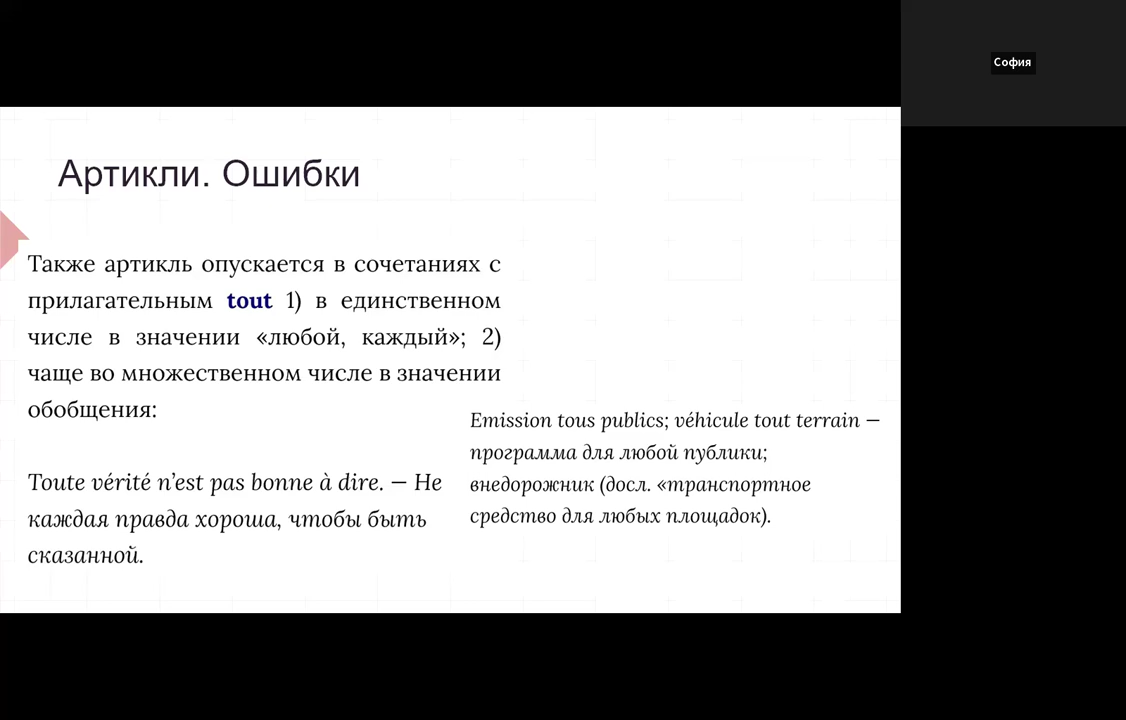 София
Артикли. Ошибки
Также артикль опускается в сочетаниях с
прилагательным tout 1) в единственном
числе в значении «любой, каждый»; 2)
чаще во множественном числе в значении
обобщения:
Toute vérité n’est pas bonne à dire. — Не
каждая правда хороша, чтобы быть
сказанной.
Emission tous publics; véhicule tout terrain —
программа для любой публики;
внедорожник (досл. «транспортное
средство для любых площадок).